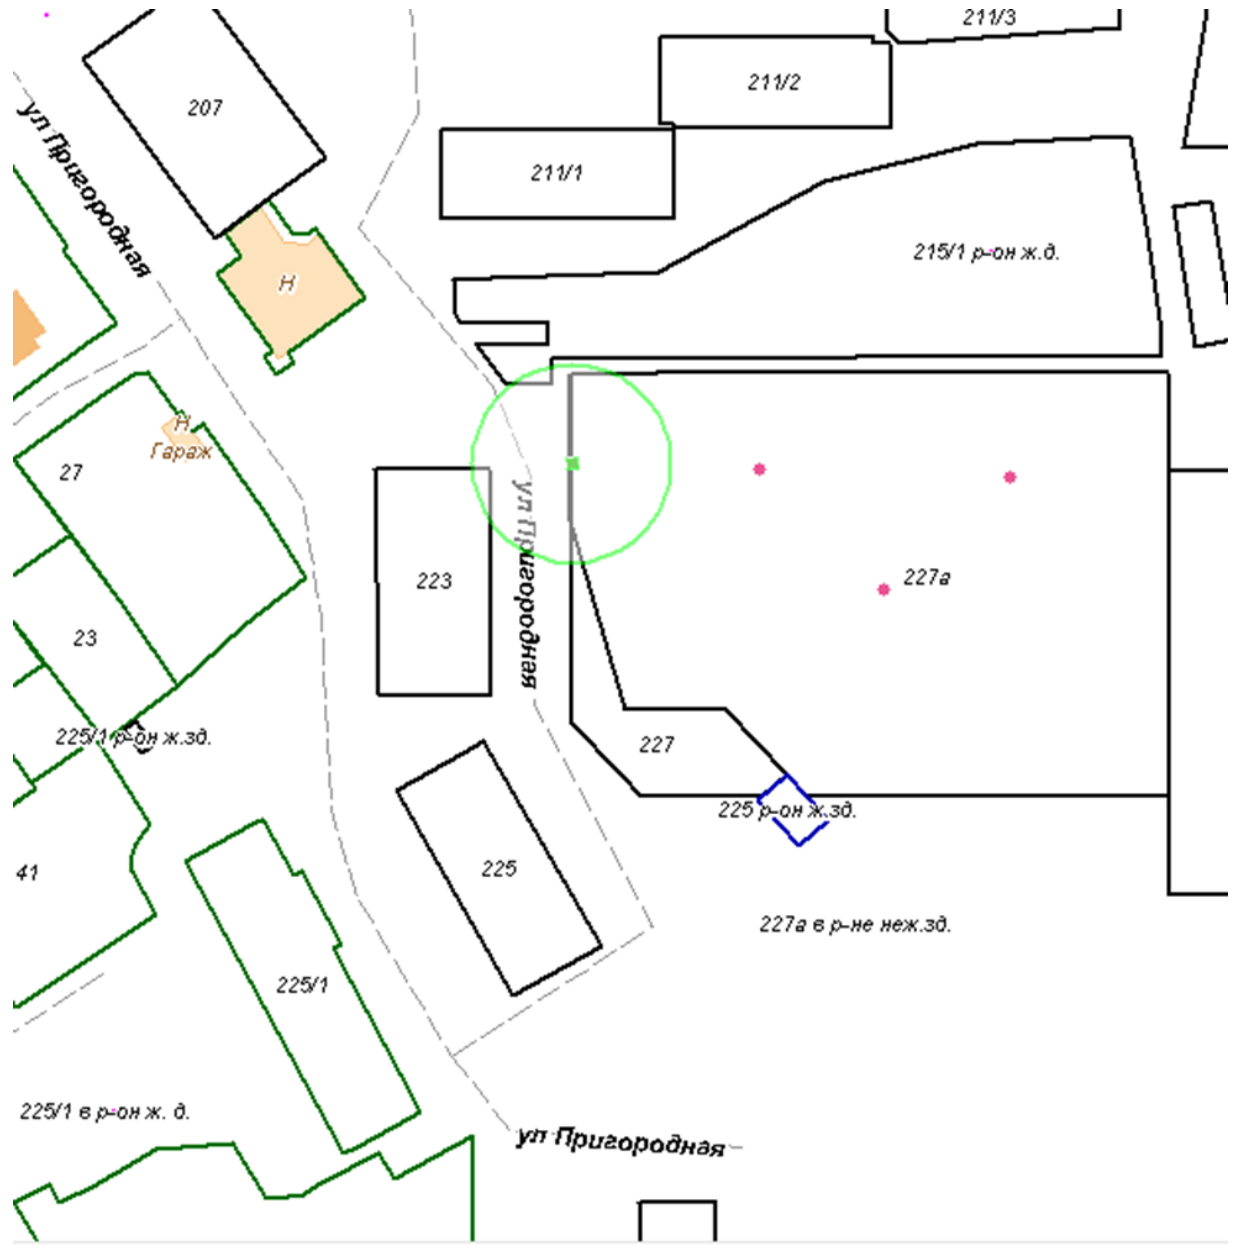 211/3
211/2
207
ул Пригородная
211/1
215/1 р-он ж.д.
Н
Н
Гараж
27
ул Пригородная
223
227а
23
225/1 р-он ж.зд.
227
225 р-он ж.зд.
41
225
227а в р-не неж.зд.
225/1
225/1 в р-он ж. д.
ул Пригородная